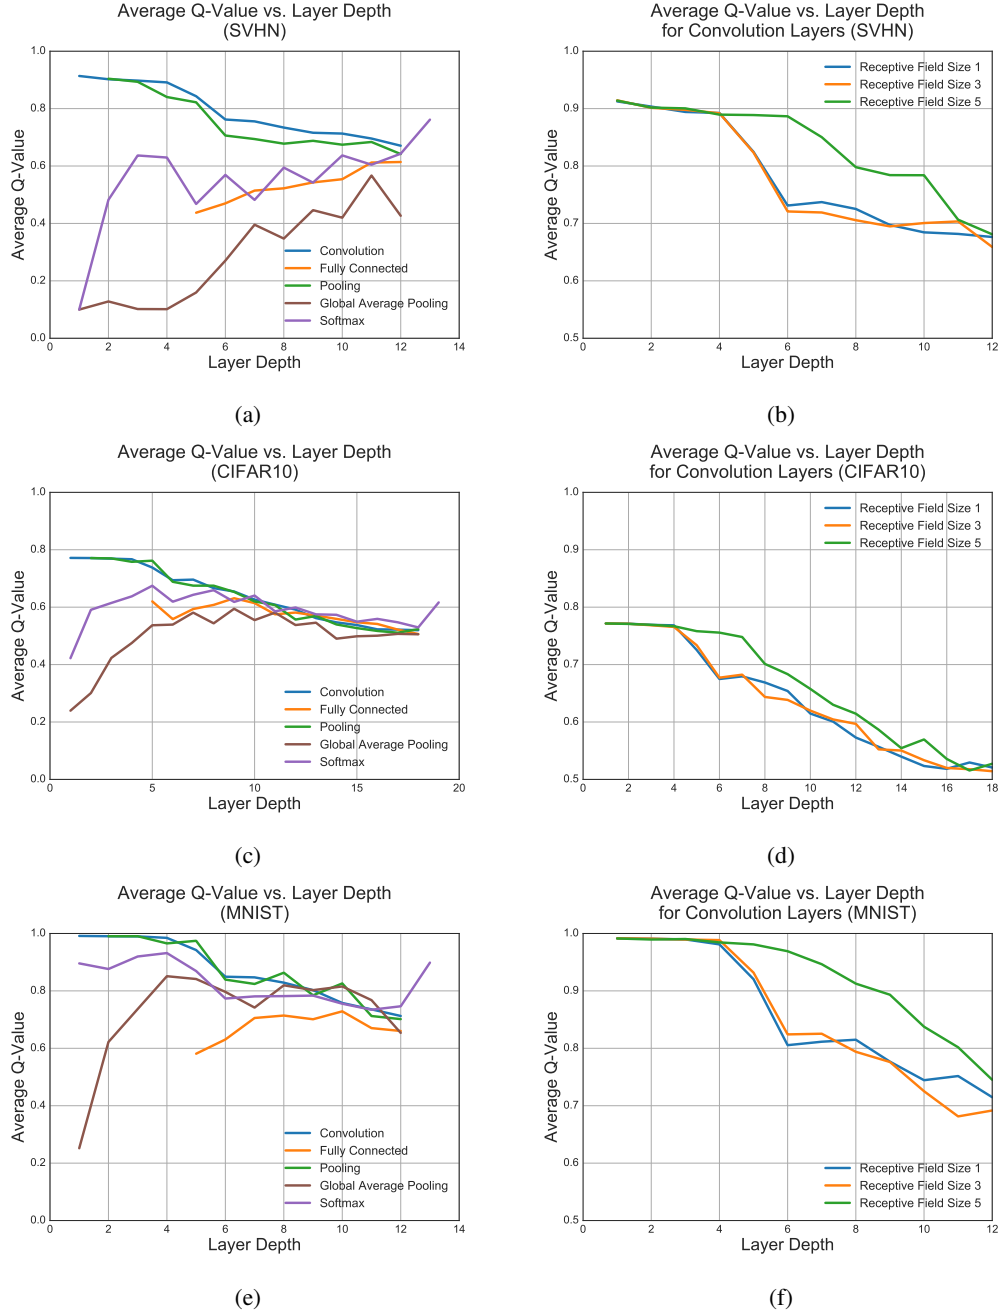 Average Q-Value vs. Layer Depth
(SVHN)
1.0
0.8
0.6
0.4
0.2
0.0
Average Q-Value
Convolution
Fully Connected
Pooling
Global Average Pooling
Softmax
0 2 4 6 8 10 12 14
Layer Depth
(a)
Average Q-Value vs. Layer Depth
for Convolution Layers (SVHN)
1.0
0.9
0.8
0.7
0.6
0.5
Average Q-Value
Receptive Field Size 1
Receptive Field Size 3
Receptive Field Size 5
0 2 4 6 8 10 12
Layer Depth
(b)
Average Q-Value vs. Layer Depth
(CIFAR10)
1.0
0.8
0.6
0.4
0.2
0.0
Average Q-Value
Convolution
Fully Connected
Pooling
Global Average Pooling
Softmax
5 10 15 20
Layer Depth
(c)
Average Q-Value vs. Layer Depth
for Convolution Layers (CIFAR10)
1.0
0.9
0.8
0.7
0.6
0.5
Average Q-Value
Receptive Field Size 1
Receptive Field Size 3
Receptive Field Size 5
2 4 6 8 10 12 14 16 18
Layer Depth
(d)
Average Q-Value vs. Layer Depth
(MNIST)
1.0
0.8
0.6
0.4
0.2
0.0
Average Q-Value
Convolution
Fully Connected
Pooling
Global Average Pooling
Softmax
0 2 4 6 8 10 12 14
Layer Depth
(e)
Average Q-Value vs. Layer Depth
for Convolution Layers (MNIST)
1.0
0.9
0.8
0.7
0.6
0.5
Average Q-Value
Receptive Field Size 1
Receptive Field Size 3
Receptive Field Size 5
0 2 4 6 8 10 12
Layer Depth
(f)